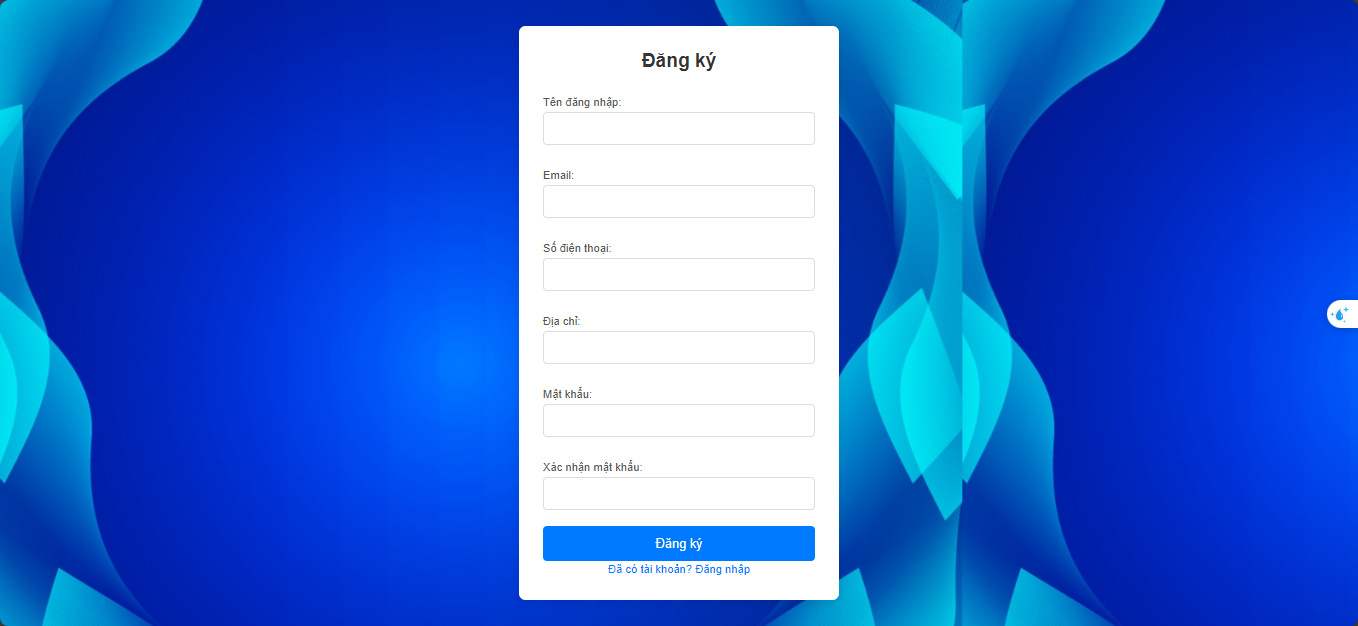 Đăng ký
Tên đăng nhập:
Email:
Số điện thoại:
Địa chỉ:
Mật khẩu:
Xác nhận mật khẩu:
Đăng ký
Đã có tài khoản? Đăng nhập